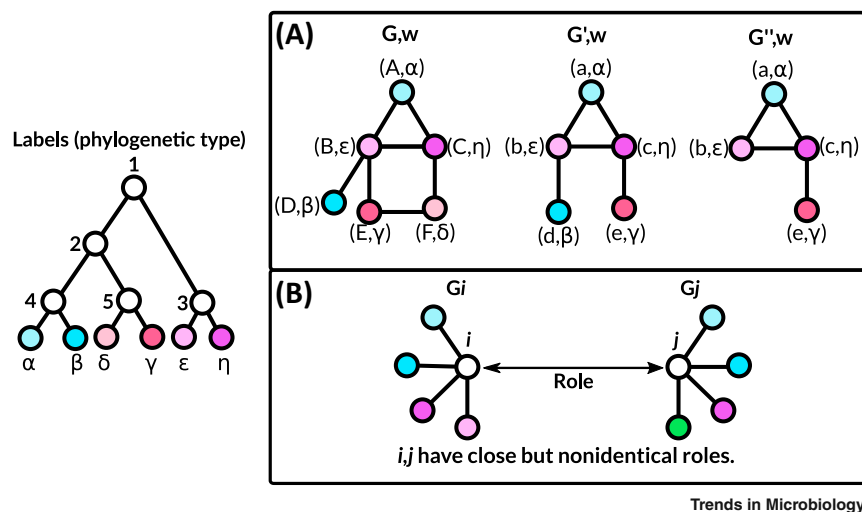 Labels (phylogenetic type)
1
2
4
5
3
α
β
δ
γ
ε
η
(A)
G,w
(A,α)
(B,ε)
(C,η)
(D,β)
(E,γ)
(F,δ)
G',w
(a,α)
(b,ε)
(c,η)
(d,β)
(e,γ)
G'',w
(a,α)
(b,ε)
(c,η)
(e,γ)
(B)
Gi
Gj
i
j
Role
i,j have close but nonidentical roles.
Trends in Microbiology